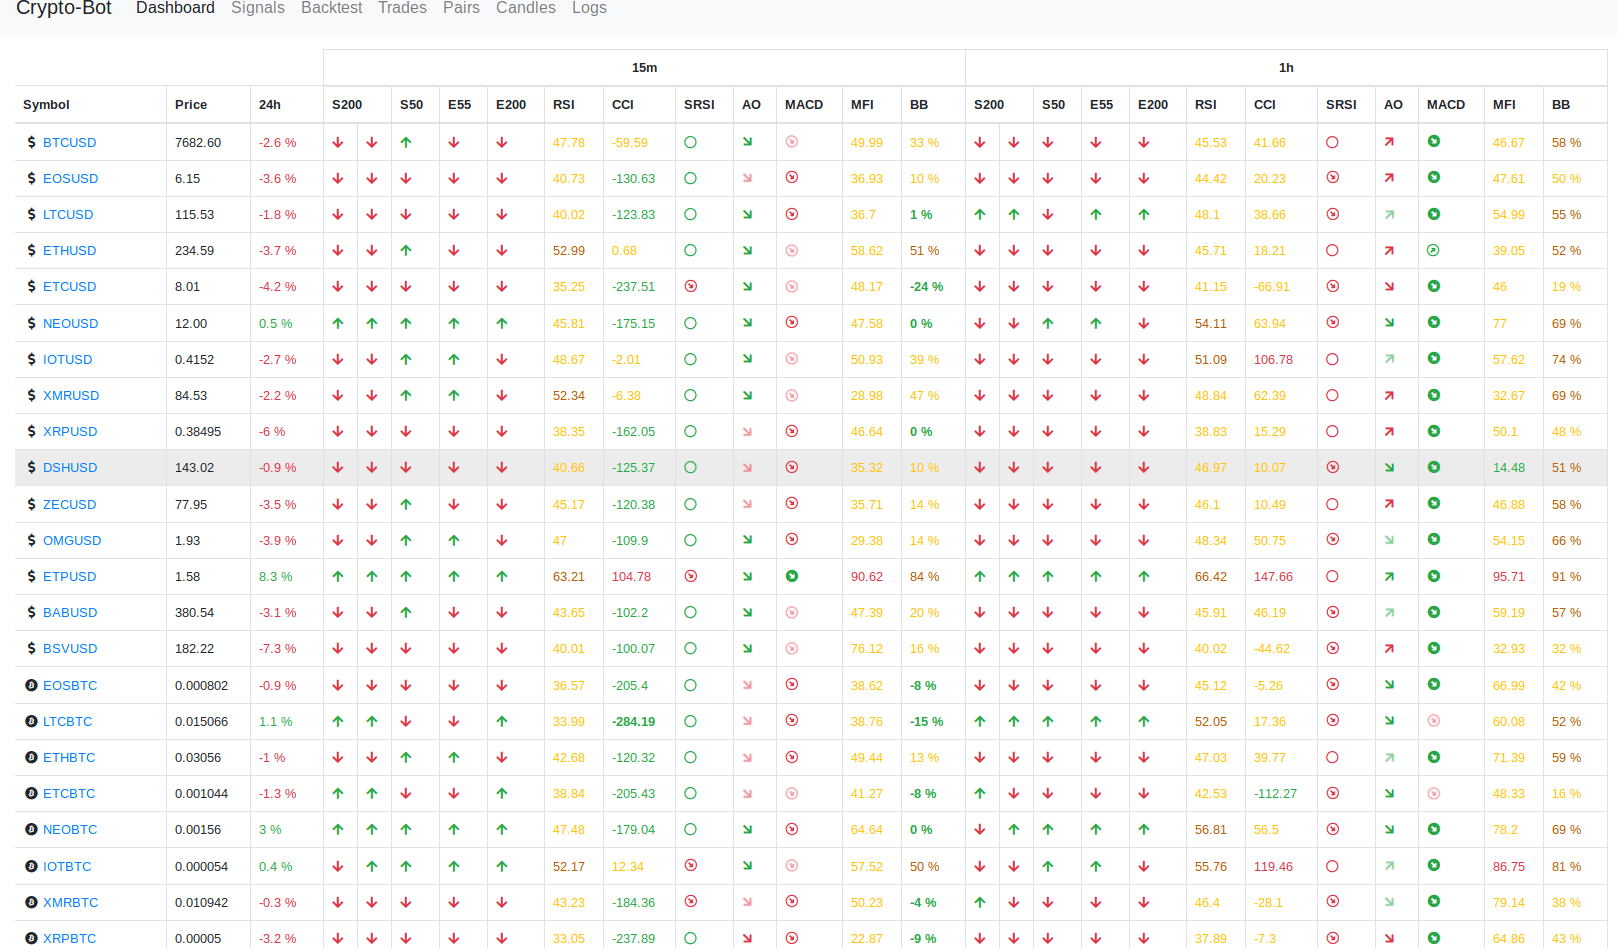 Crypto-Bot Dashboard Signals Backtest Trades Pairs Candles Logs
15m 1h
Symbol Price 24h S200 S50 E55 E200 RSI CCI SRSI AO MACD MFI BB S200 S50 E55 E200 RSI CCI SRSI AO MACD MFI BB
BTCUSD 7682.60 -2.6 % 47.78 -59.59 49.99 33 % 45.53 41.66 46.67 58 %
EOSUSD 6.15 -3.6 % 40.73 -130.63 36.93 10 % 44.42 20.23 47.61 50 %
LTCUSD 115.53 -1.8 % 40.02 -123.83 36.7 1 % 48.1 38.66 54.99 55 %
ETHUSD 234.59 -3.7 % 52.99 0.68 58.62 51 % 45.71 18.21 39.05 52 %
ETCUSD 8.01 -4.2 % 35.25 -237.51 48.17 -24 % 41.15 -66.91 46 19 %
NEOUSD 12.00 0.5 % 45.81 -175.15 47.58 0 % 54.11 63.94 77 69 %
IOTUSD 0.4152 -2.7 % 48.67 -2.01 50.93 39 % 51.09 106.78 57.62 74 %
XMRUSD 84.53 -2.2 % 52.34 -6.38 28.98 47 % 48.84 62.39 32.67 69 %
XRPUSD 0.38495 -6 % 38.35 -162.05 46.64 0 % 38.83 15.29 50.1 48 %
DSHUSD 143.02 -0.9 % 40.66 -125.37 35.32 10 % 46.97 10.07 14.48 51 %
ZECUSD 77.95 -3.5 % 45.17 -120.38 35.71 14 % 46.1 10.49 46.88 58 %
OMGUSD 1.93 -3.9 % 47 -109.9 29.38 14 % 48.34 50.75 54.15 66 %
ETPUSD 1.58 8.3 % 63.21 104.78 90.62 84 % 66.42 147.66 95.71 91 %
BABUSD 380.54 -3.1 % 43.65 -102.2 47.39 20 % 45.91 46.19 59.19 57 %
BSVUSD 182.22 -7.3 % 40.01 -100.07 76.12 16 % 40.02 -44.62 32.93 32 %
EOSBTC 0.000802 -0.9 % 36.57 -205.4 38.62 -8 % 45.12 -5.26 66.99 42 %
LTCBTC 0.015066 1.1 % 33.99 -284.19 38.76 -15 % 52.05 17.36 60.08 52 %
ETHBTC 0.03056 -1 % 42.68 -120.32 49.44 13 % 47.03 39.77 71.39 59 %
ETCBTC 0.001044 -1.3 % 38.84 -205.43 41.27 -8 % 42.53 -112.27 48.33 16 %
NEOBTC 0.00156 3 % 47.48 -179.04 64.64 0 % 56.81 56.5 78.2 69 %
IOTBTC 0.000054 0.4 % 52.17 12.34 57.52 50 % 55.76 119.46 86.75 81 %
XMRBTC 0.010942 -0.3 % 43.23 -184.36 50.23 -4 % 46.4 -28.1 79.14 38 %
XRPBTC 0.00005 -3.2 % 33.05 -237.89 22.87 -9 % 37.89 -7.3 64.86 43 %